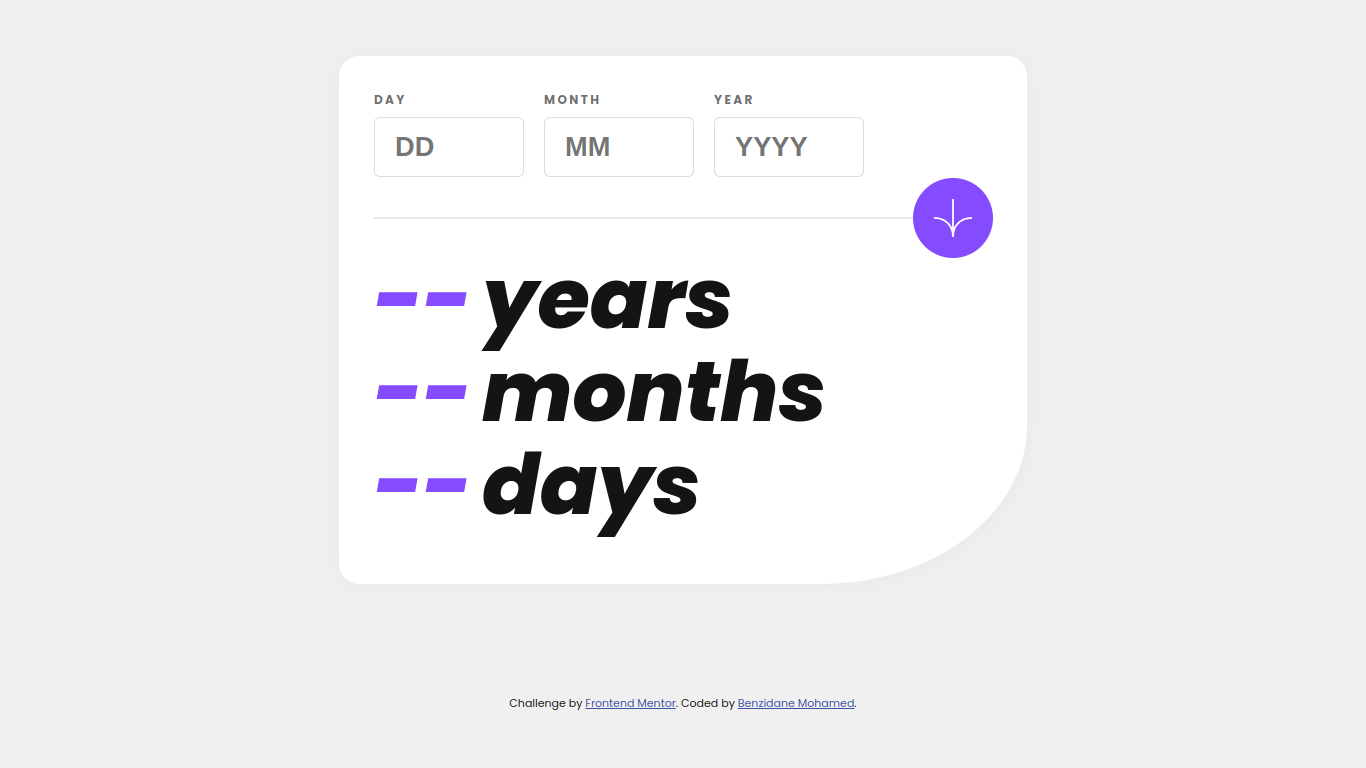 DAY MONTH YEAR
DD MM YYYY
-- years
-- months
-- days
Challenge by Frontend Mentor. Coded by Benzidane Mohamed.